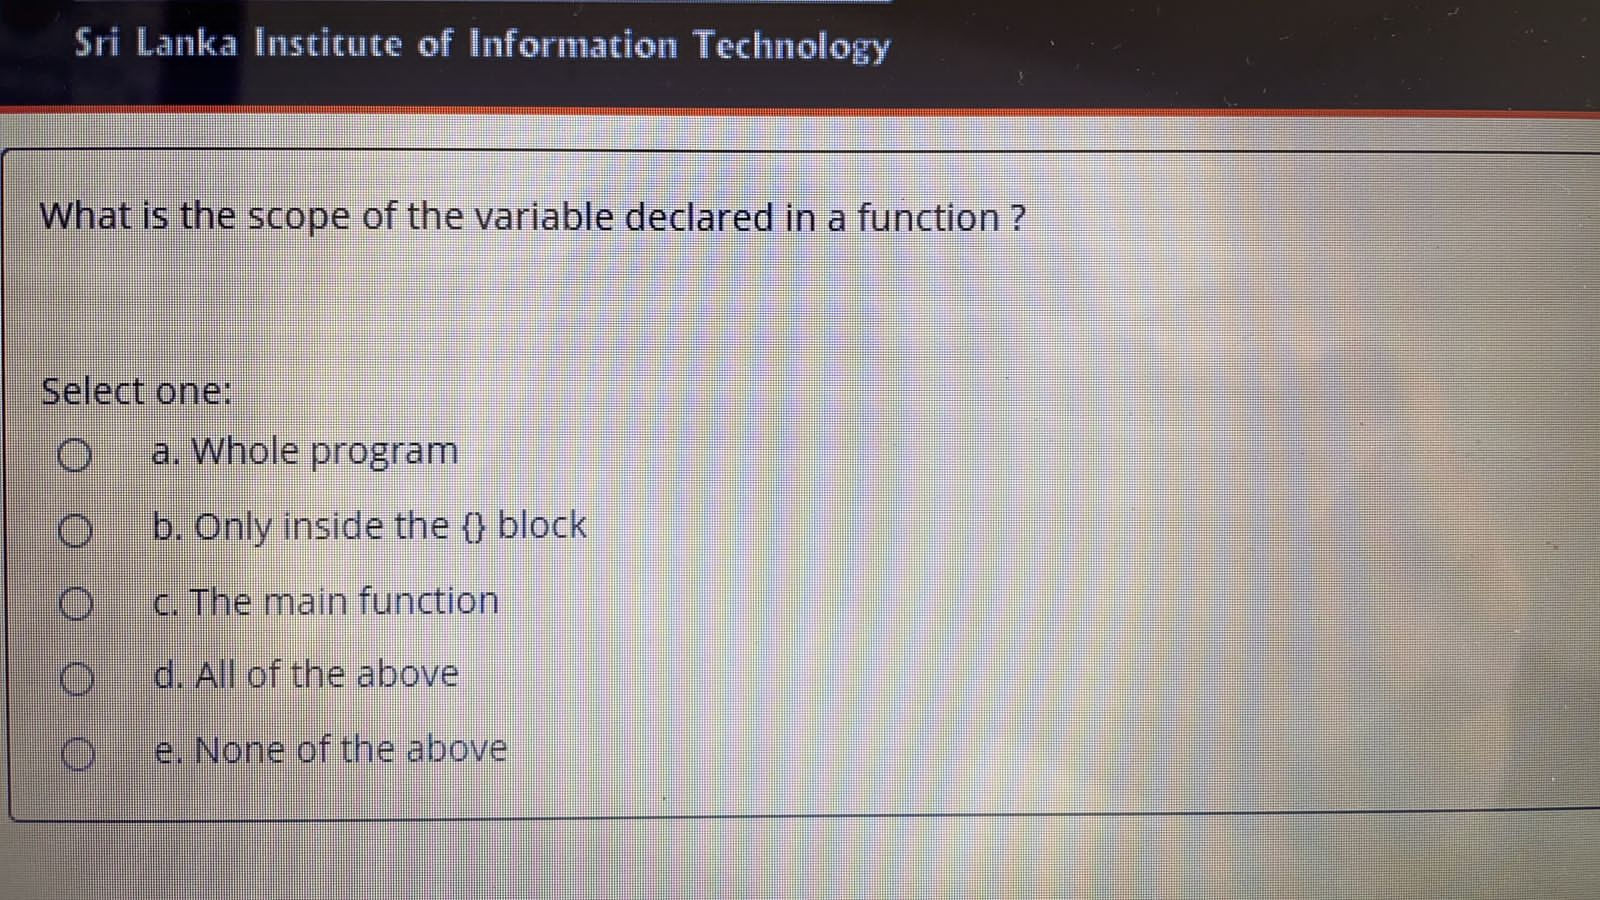 Sri Lanka Institute of Information Technology
What is the scope of the variable declared in a function ?
Select one:
a. Whole program
b. Only inside the {} block
c. The main function
d. All of the above
e. None of the above